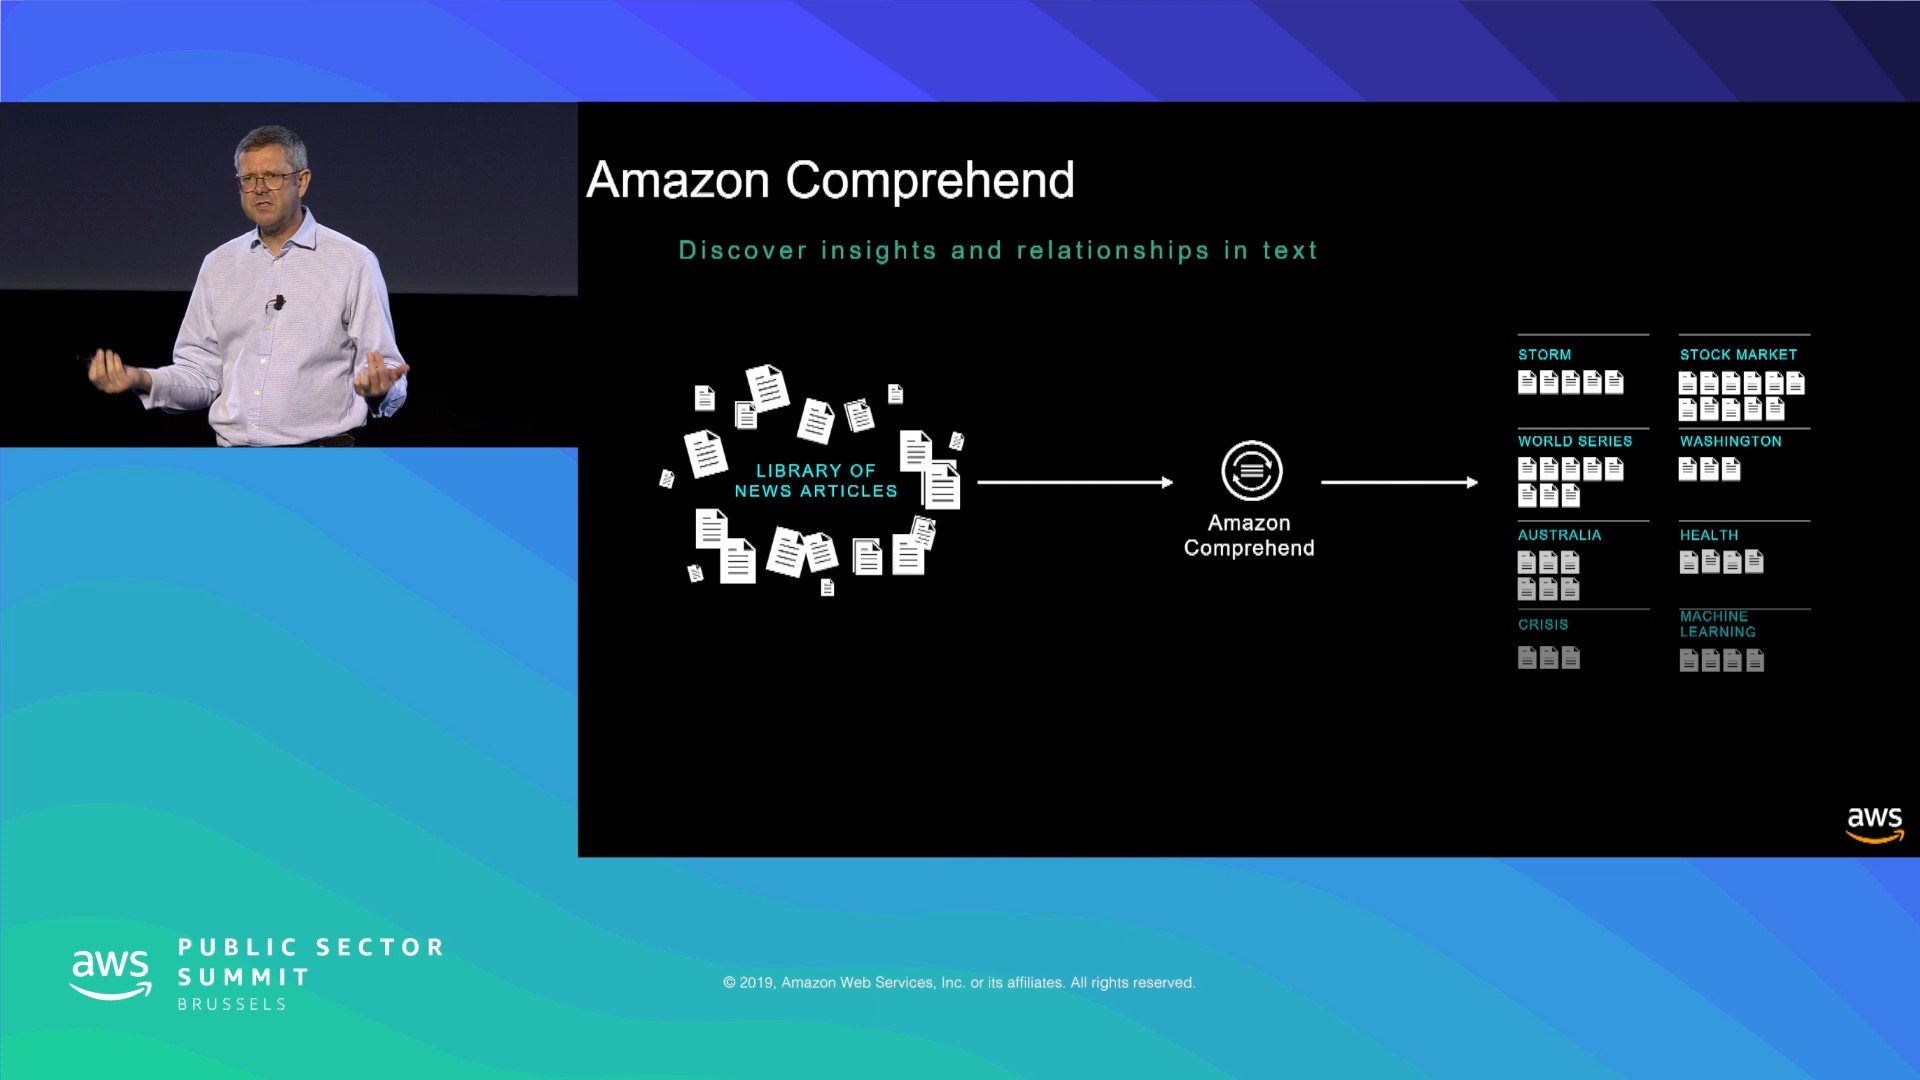 Amazon Comprehend
Discover insights and relationships in text
LIBRARY OF
NEWS ARTICLES
Amazon
Comprehend
STORM
STOCK MARKET
WORLD SERIES
WASHINGTON
AUSTRALIA
HEALTH
CRISIS
MACHINE
LEARNING
aws
aws
PUBLIC SECTOR
SUMMIT
BRUSSELS
© 2019, Amazon Web Services, Inc. or its affiliates. All rights reserved.